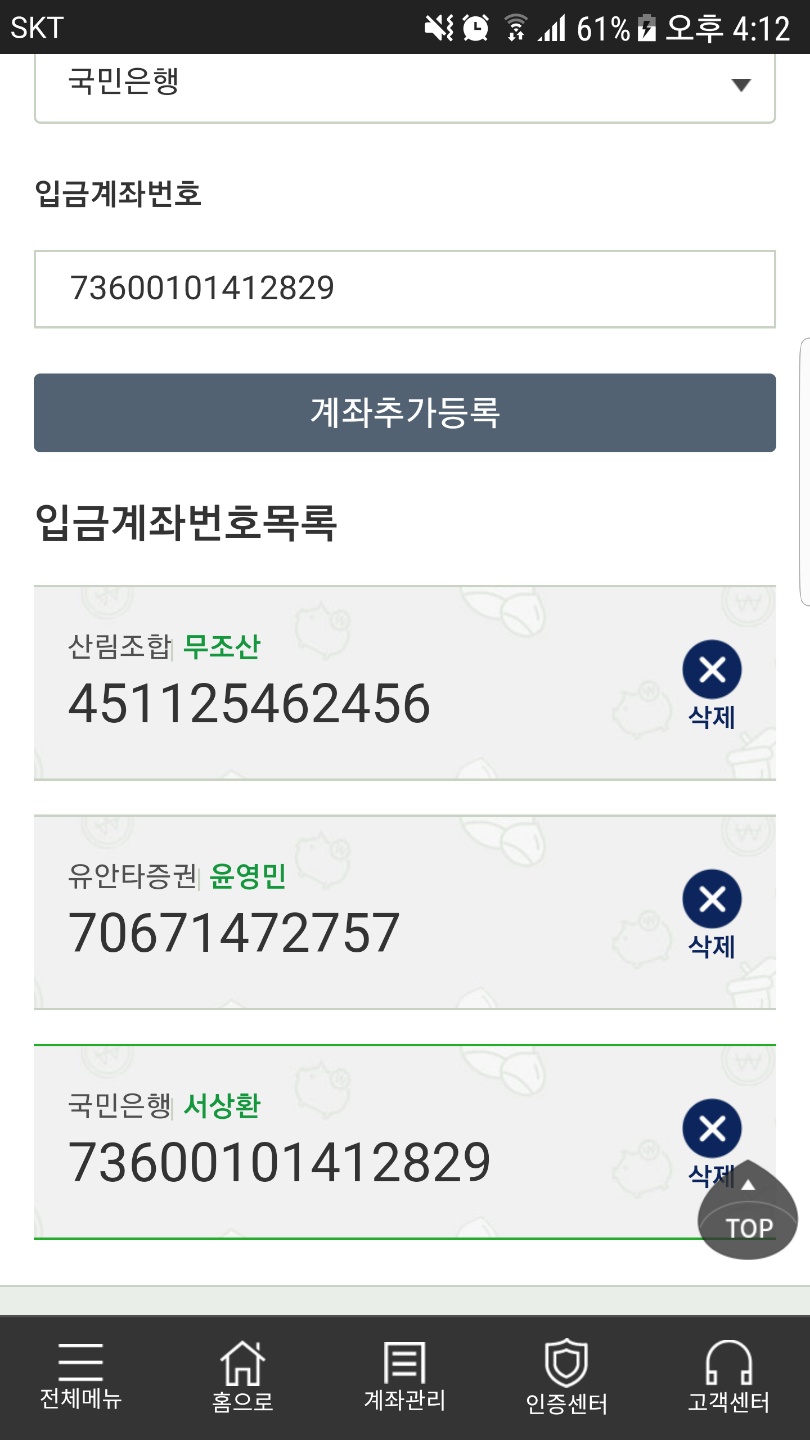 SKT 61% 오후 4:12
국민은행
입금계좌번호
73600101412829
계좌추가등록
입금계좌번호목록
산림조합| 무조산
451125462456
삭제
유안타증권| 윤영민
70671472757
삭제
국민은행| 서상환
73600101412829
삭제
TOP
전체메뉴 홈으로 계좌관리 인증센터 고객센터